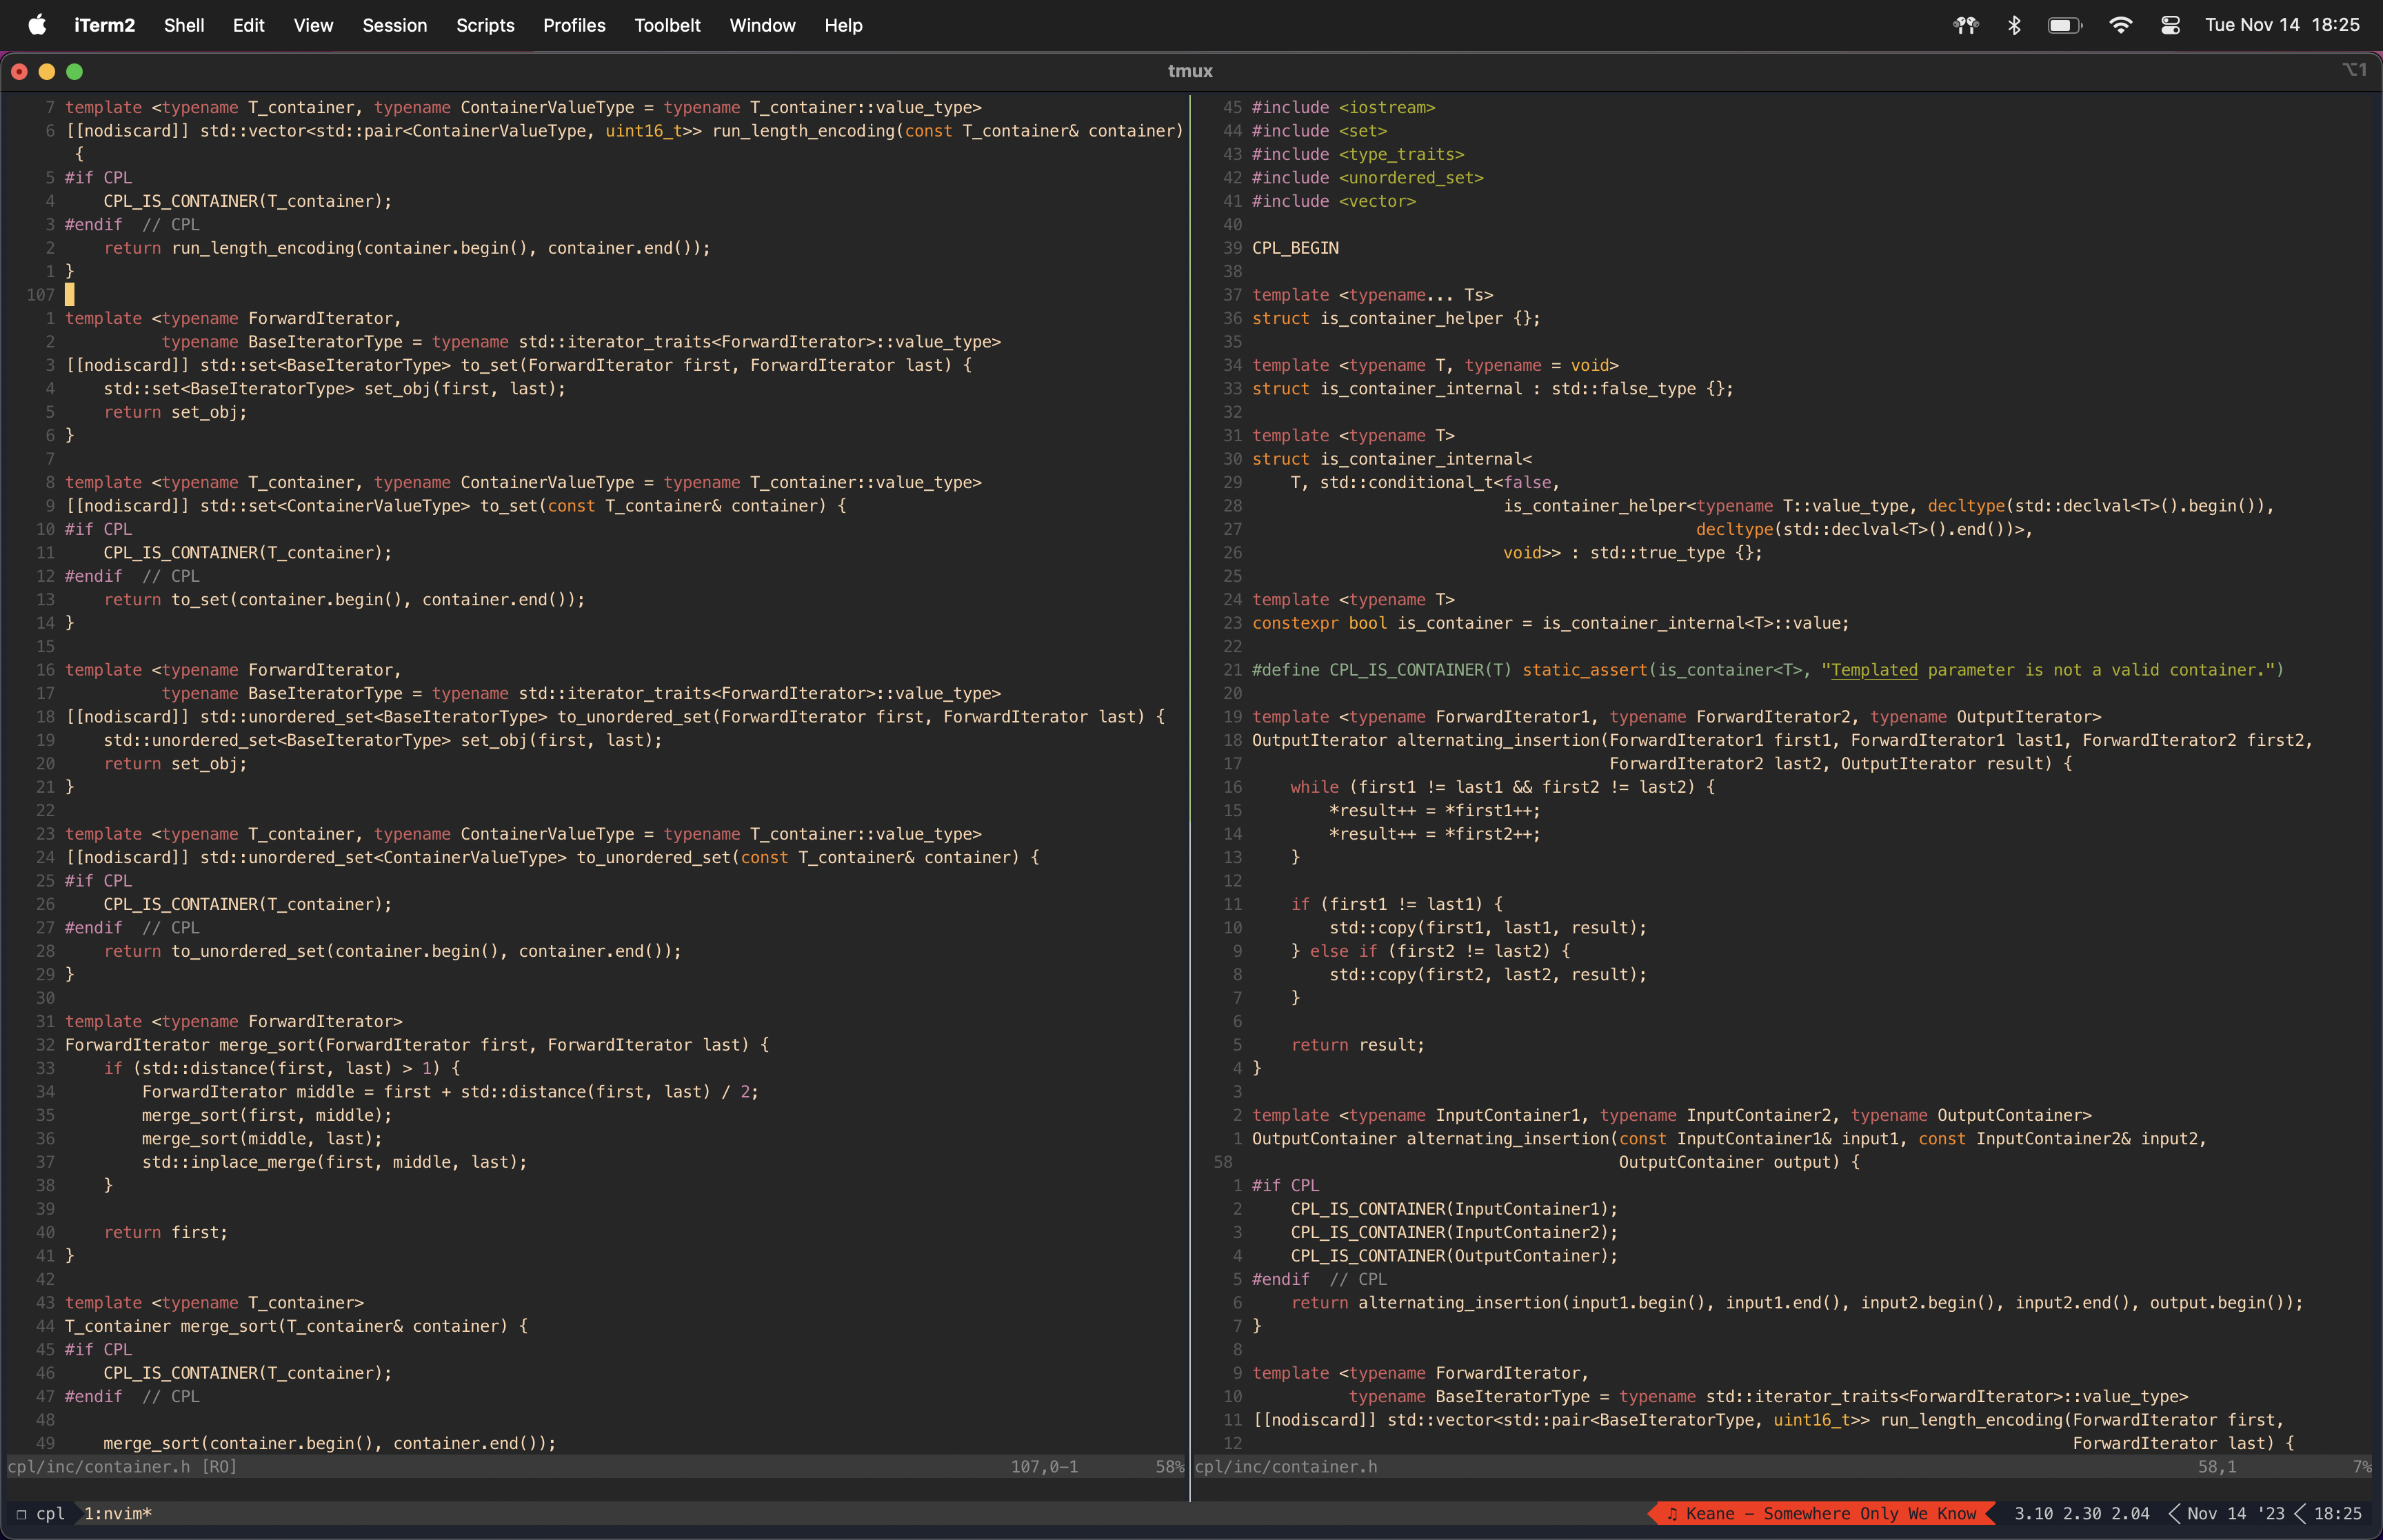 iTerm2 Shell Edit View Session Scripts Profiles Toolbelt Window Help Tue Nov 14 18:25
tmux ⌥1
7 template <typename T_container, typename ContainerValueType = typename T_container::value_type>
6 [[nodiscard]] std::vector<std::pair<ContainerValueType, uint16_t>> run_length_encoding(const T_container& container)
{
5 #if CPL
4     CPL_IS_CONTAINER(T_container);
3 #endif  // CPL
2     return run_length_encoding(container.begin(), container.end());
1 }
107
1 template <typename ForwardIterator,
2           typename BaseIteratorType = typename std::iterator_traits<ForwardIterator>::value_type>
3 [[nodiscard]] std::set<BaseIteratorType> to_set(ForwardIterator first, ForwardIterator last) {
4     std::set<BaseIteratorType> set_obj(first, last);
5     return set_obj;
6 }
7
8 template <typename T_container, typename ContainerValueType = typename T_container::value_type>
9 [[nodiscard]] std::set<ContainerValueType> to_set(const T_container& container) {
10 #if CPL
11     CPL_IS_CONTAINER(T_container);
12 #endif  // CPL
13     return to_set(container.begin(), container.end());
14 }
15
16 template <typename ForwardIterator,
17           typename BaseIteratorType = typename std::iterator_traits<ForwardIterator>::value_type>
18 [[nodiscard]] std::unordered_set<BaseIteratorType> to_unordered_set(ForwardIterator first, ForwardIterator last) {
19     std::unordered_set<BaseIteratorType> set_obj(first, last);
20     return set_obj;
21 }
22
23 template <typename T_container, typename ContainerValueType = typename T_container::value_type>
24 [[nodiscard]] std::unordered_set<ContainerValueType> to_unordered_set(const T_container& container) {
25 #if CPL
26     CPL_IS_CONTAINER(T_container);
27 #endif  // CPL
28     return to_unordered_set(container.begin(), container.end());
29 }
30
31 template <typename ForwardIterator>
32 ForwardIterator merge_sort(ForwardIterator first, ForwardIterator last) {
33     if (std::distance(first, last) > 1) {
34         ForwardIterator middle = first + std::distance(first, last) / 2;
35         merge_sort(first, middle);
36         merge_sort(middle, last);
37         std::inplace_merge(first, middle, last);
38     }
39
40     return first;
41 }
42
43 template <typename T_container>
44 T_container merge_sort(T_container& container) {
45 #if CPL
46     CPL_IS_CONTAINER(T_container);
47 #endif  // CPL
48
49     merge_sort(container.begin(), container.end());
cpl/inc/container.h [RO] 107,0-1 58%
45 #include <iostream>
44 #include <set>
43 #include <type_traits>
42 #include <unordered_set>
41 #include <vector>
40
39 CPL_BEGIN
38
37 template <typename... Ts>
36 struct is_container_helper {};
35
34 template <typename T, typename = void>
33 struct is_container_internal : std::false_type {};
32
31 template <typename T>
30 struct is_container_internal<
29     T, std::conditional_t<false,
28                           is_container_helper<typename T::value_type, decltype(std::declval<T>().begin()),
27                                               decltype(std::declval<T>().end())>,
26                           void>> : std::true_type {};
25
24 template <typename T>
23 constexpr bool is_container = is_container_internal<T>::value;
22
21 #define CPL_IS_CONTAINER(T) static_assert(is_container<T>, "Templated parameter is not a valid container.")
20
19 template <typename ForwardIterator1, typename ForwardIterator2, typename OutputIterator>
18 OutputIterator alternating_insertion(ForwardIterator1 first1, ForwardIterator1 last1, ForwardIterator2 first2,
17                                      ForwardIterator2 last2, OutputIterator result) {
16     while (first1 != last1 && first2 != last2) {
15         *result++ = *first1++;
14         *result++ = *first2++;
13     }
12
11     if (first1 != last1) {
10         std::copy(first1, last1, result);
9     } else if (first2 != last2) {
8         std::copy(first2, last2, result);
7     }
6
5     return result;
4 }
3
2 template <typename InputContainer1, typename InputContainer2, typename OutputContainer>
1 OutputContainer alternating_insertion(const InputContainer1& input1, const InputContainer2& input2,
58                                       OutputContainer output) {
1 #if CPL
2     CPL_IS_CONTAINER(InputContainer1);
3     CPL_IS_CONTAINER(InputContainer2);
4     CPL_IS_CONTAINER(OutputContainer);
5 #endif  // CPL
6     return alternating_insertion(input1.begin(), input1.end(), input2.begin(), input2.end(), output.begin());
7 }
8
9 template <typename ForwardIterator,
10           typename BaseIteratorType = typename std::iterator_traits<ForwardIterator>::value_type>
11 [[nodiscard]] std::vector<std::pair<BaseIteratorType, uint16_t>> run_length_encoding(ForwardIterator first,
12                                                                                      ForwardIterator last) {
cpl/inc/container.h 58,1 7%
❐ cpl 1:nvim* ♫ Keane – Somewhere Only We Know 3.10 2.30 2.04 Nov 14 '23 18:25